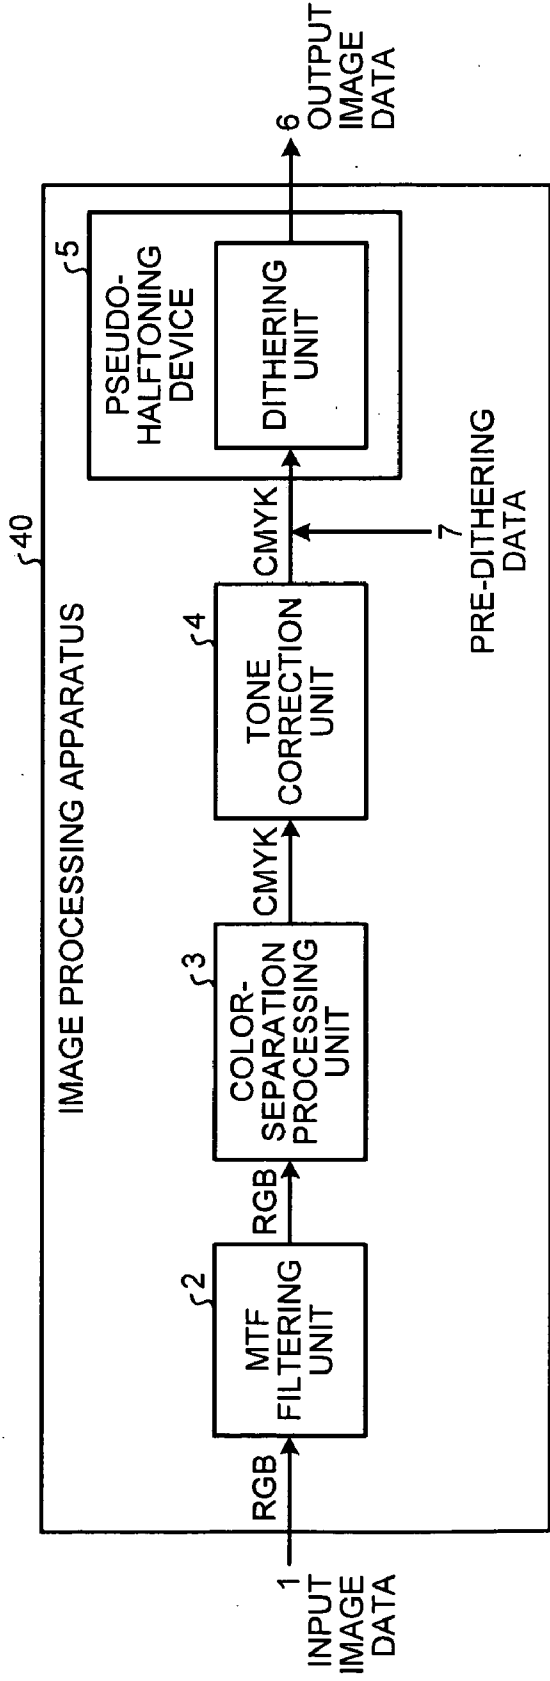 40
IMAGE PROCESSING APPARATUS
1
INPUT
IMAGE
DATA
RGB
2
MTF
FILTERING
UNIT
RGB
3
COLOR-
SEPARATION
PROCESSING
UNIT
CMYK
4
TONE
CORRECTION
UNIT
CMYK
7
PRE-DITHERING
DATA
5
PSEUDO-
HALFTONING
DEVICE
DITHERING
UNIT
6
OUTPUT
IMAGE
DATA